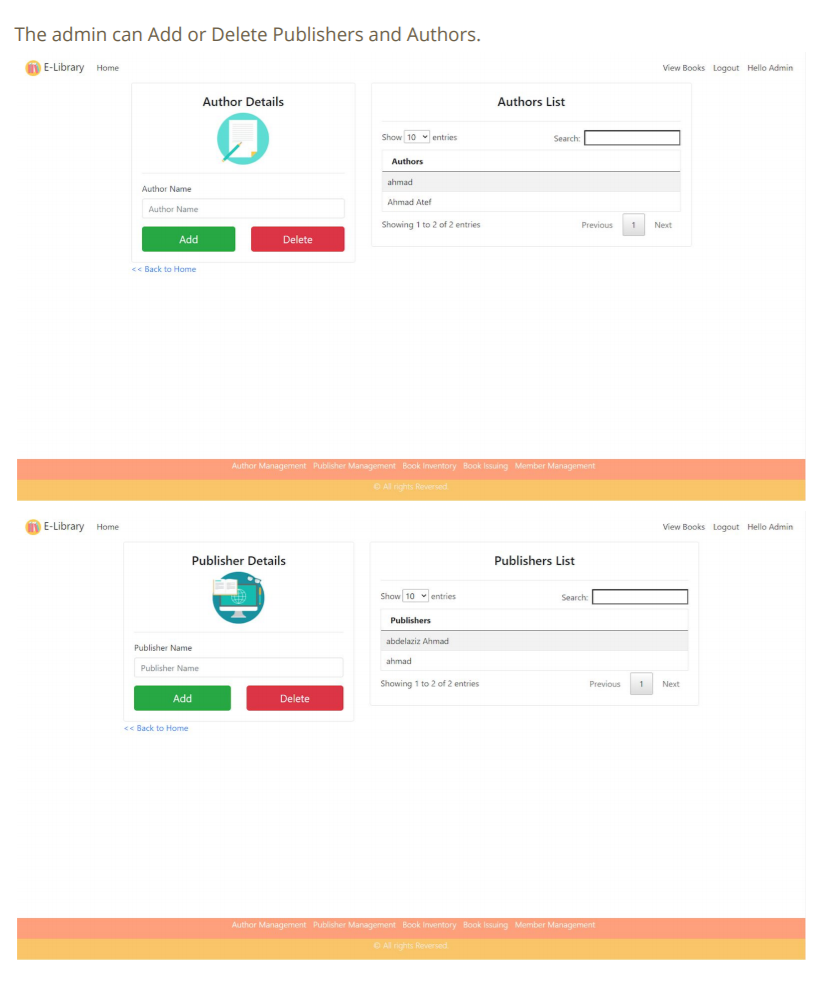 The admin can Add or Delete Publishers and Authors.
E-Library Home View Books Logout Hello Admin
Author Details
Author Name
Author Name
Add Delete
<< Back to Home
Authors List
Show 10 entries Search:
Authors
ahmad
Ahmad Atef
Showing 1 to 2 of 2 entries Previous 1 Next
Author Management Publisher Management Book Inventory Book Issuing Member Management
© All rights Reversed
E-Library Home View Books Logout Hello Admin
Publisher Details
Publisher Name
Publisher Name
Add Delete
<< Back to Home
Publishers List
Show 10 entries Search:
Publishers
abdelaziz Ahmad
ahmad
Showing 1 to 2 of 2 entries Previous 1 Next
Author Management Publisher Management Book Inventory Book Issuing Member Management
© All rights Reversed